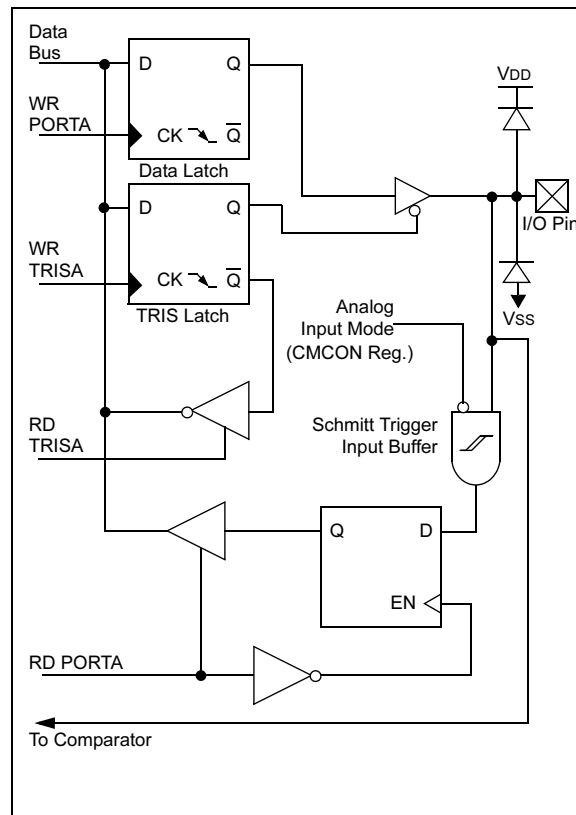 Data
Bus
D
Q
VDD
WR
PORTA
CK
Q
Data Latch
D
Q
I/O Pin
WR
TRISA
CK
Q
TRIS Latch
VSS
Analog
Input Mode
(CMCON Reg.)
RD
TRISA
Schmitt Trigger
Input Buffer
Q
D
EN
RD PORTA
To Comparator